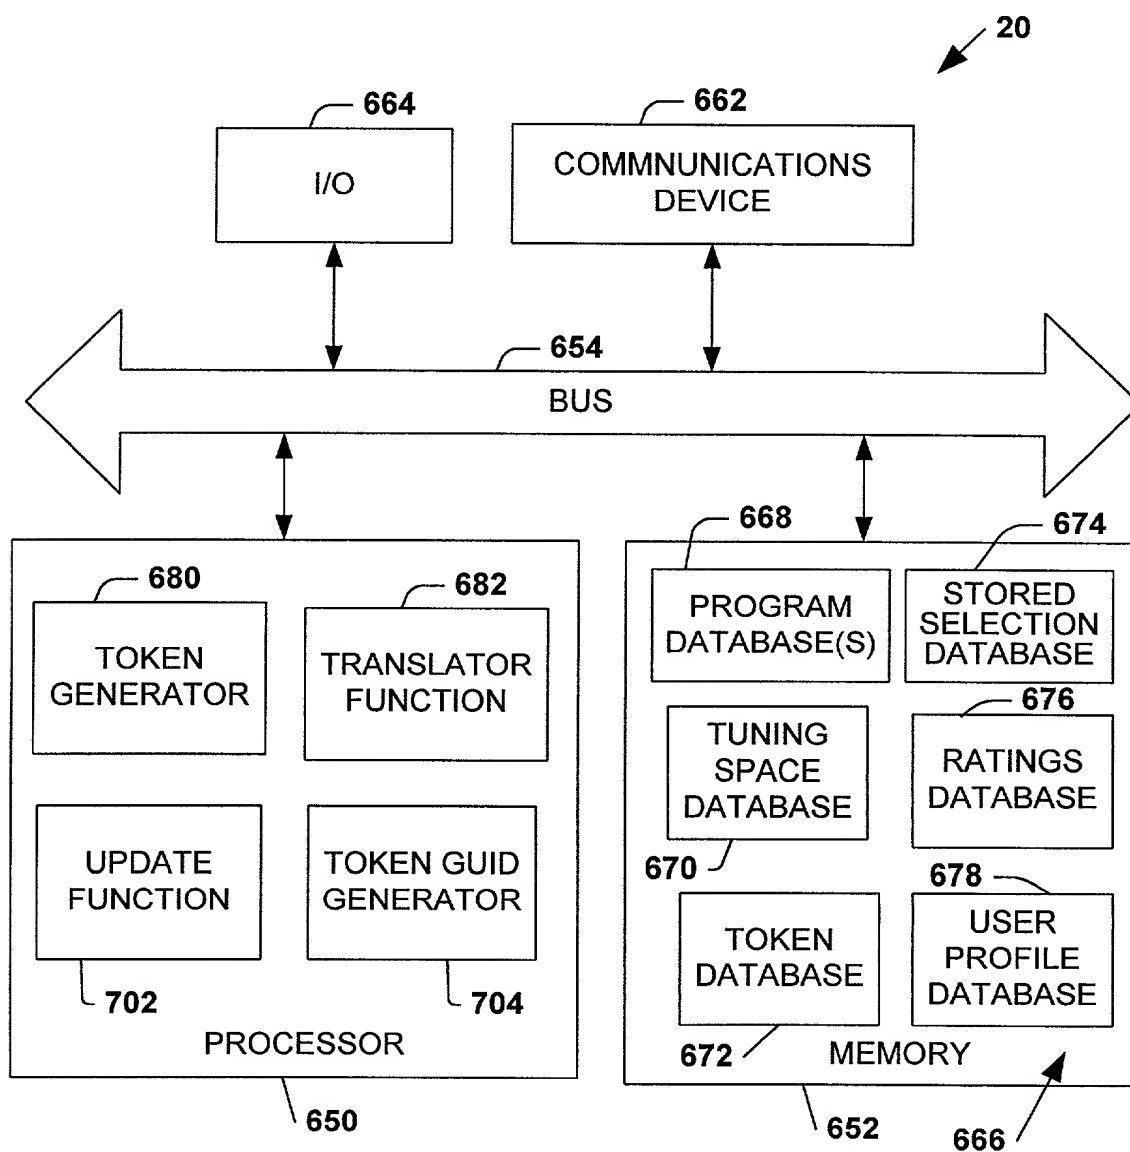 20
664
662
I/O
COMMNUNICATIONS
DEVICE
654
BUS
668
674
680
682
PROGRAM
DATABASE(S)
STORED
SELECTION
DATABASE
TOKEN
GENERATOR
TRANSLATOR
FUNCTION
676
TUNING
SPACE
DATABASE
RATINGS
DATABASE
670
678
UPDATE
FUNCTION
TOKEN GUID
GENERATOR
TOKEN
DATABASE
USER
PROFILE
DATABASE
702
704
PROCESSOR
672
MEMORY
650
652
666